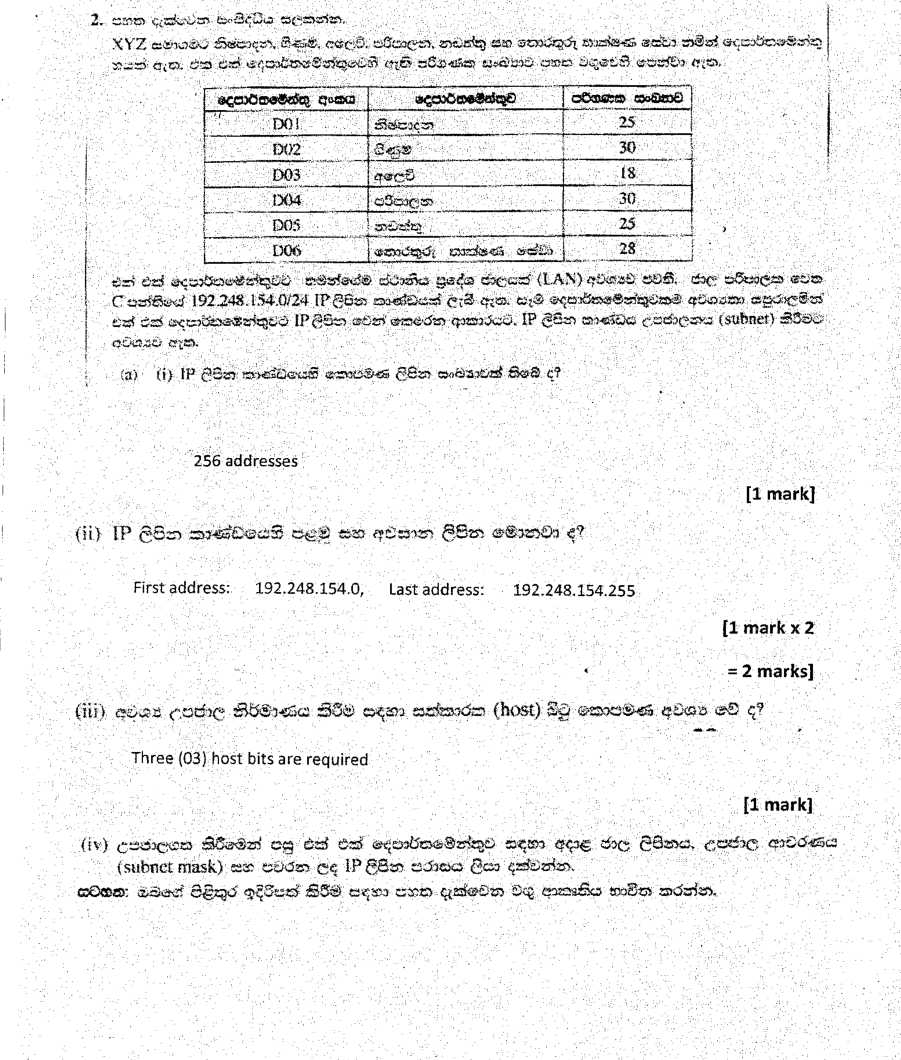 2. පහත දැක්වෙන සංසිද්ධිය සලකන්න.
XYZ සමාගමට නිෂ්පාදන, ගිණුම්, අලෙවි, පරිපාලන, නඩත්තු සහ තොරතුරු තාක්ෂණ සේවා නමින් දෙපාර්තමේන්තු
හයක් ඇත. එක් එක් දෙපාර්තමේන්තුවෙහි ඇති පරිගණක සංඛ්‍යාව පහත වගුවෙහි පෙන්වා ඇත.
දෙපාර්තමේන්තු අංකය දෙපාර්තමේන්තුව පරිගණක සංඛ්‍යාව
D01 නිෂ්පාදන 25
D02 ගිණුම් 30
D03 අලෙවි 18
D04 පරිපාලන 30
D05 නඩත්තු 25
D06 තොරතුරු තාක්ෂණ සේවා 28
එක් එක් දෙපාර්තමේන්තුවට තමන්ගේම ස්ථානීය ප්‍රදේශ ජාලයක් (LAN) අවශ්‍යව පවතී. ජාල පරිපාලක වෙත
C පන්තියේ 192.248.154.0/24 IP ලිපින කාණ්ඩයක් ලැබී ඇත. සෑම දෙපාර්තමේන්තුවකම අවශ්‍යතා සපුරාලමින්
එක් එක් දෙපාර්තමේන්තුවට IP ලිපින වෙන් කෙරෙන ආකාරයට, IP ලිපින කාණ්ඩය උපජාලනය (subnet) කිරීමට
අවශ්‍යව ඇත.
(a) (i) IP ලිපින කාණ්ඩයෙහි කොපමණ ලිපින සංඛ්‍යාවක් තිබේ ද?
256 addresses
[1 mark]
(ii) IP ලිපින කාණ්ඩයෙහි පළමු සහ අවසාන ලිපින මොනවා ද?
First address: 192.248.154.0, Last address: 192.248.154.255
[1 mark x 2
= 2 marks]
(iii) අවශ්‍ය උපජාල නිර්මාණය කිරීම සඳහා සත්කාරක (host) බිටු කොපමණ අවශ්‍ය වේ ද?
Three (03) host bits are required
[1 mark]
(iv) උපජාලගත කිරීමෙන් පසු එක් එක් දෙපාර්තමේන්තුව සඳහා අදාළ ජාල ලිපිනය, උපජාල ආවරණය
(subnet mask) සහ පවරන ලද IP ලිපින පරාසය ලියා දක්වන්න.
සටහන: ඔබගේ පිළිතුර ඉදිරිපත් කිරීම සඳහා පහත දැක්වෙන වගු ආකෘතිය භාවිත කරන්න.